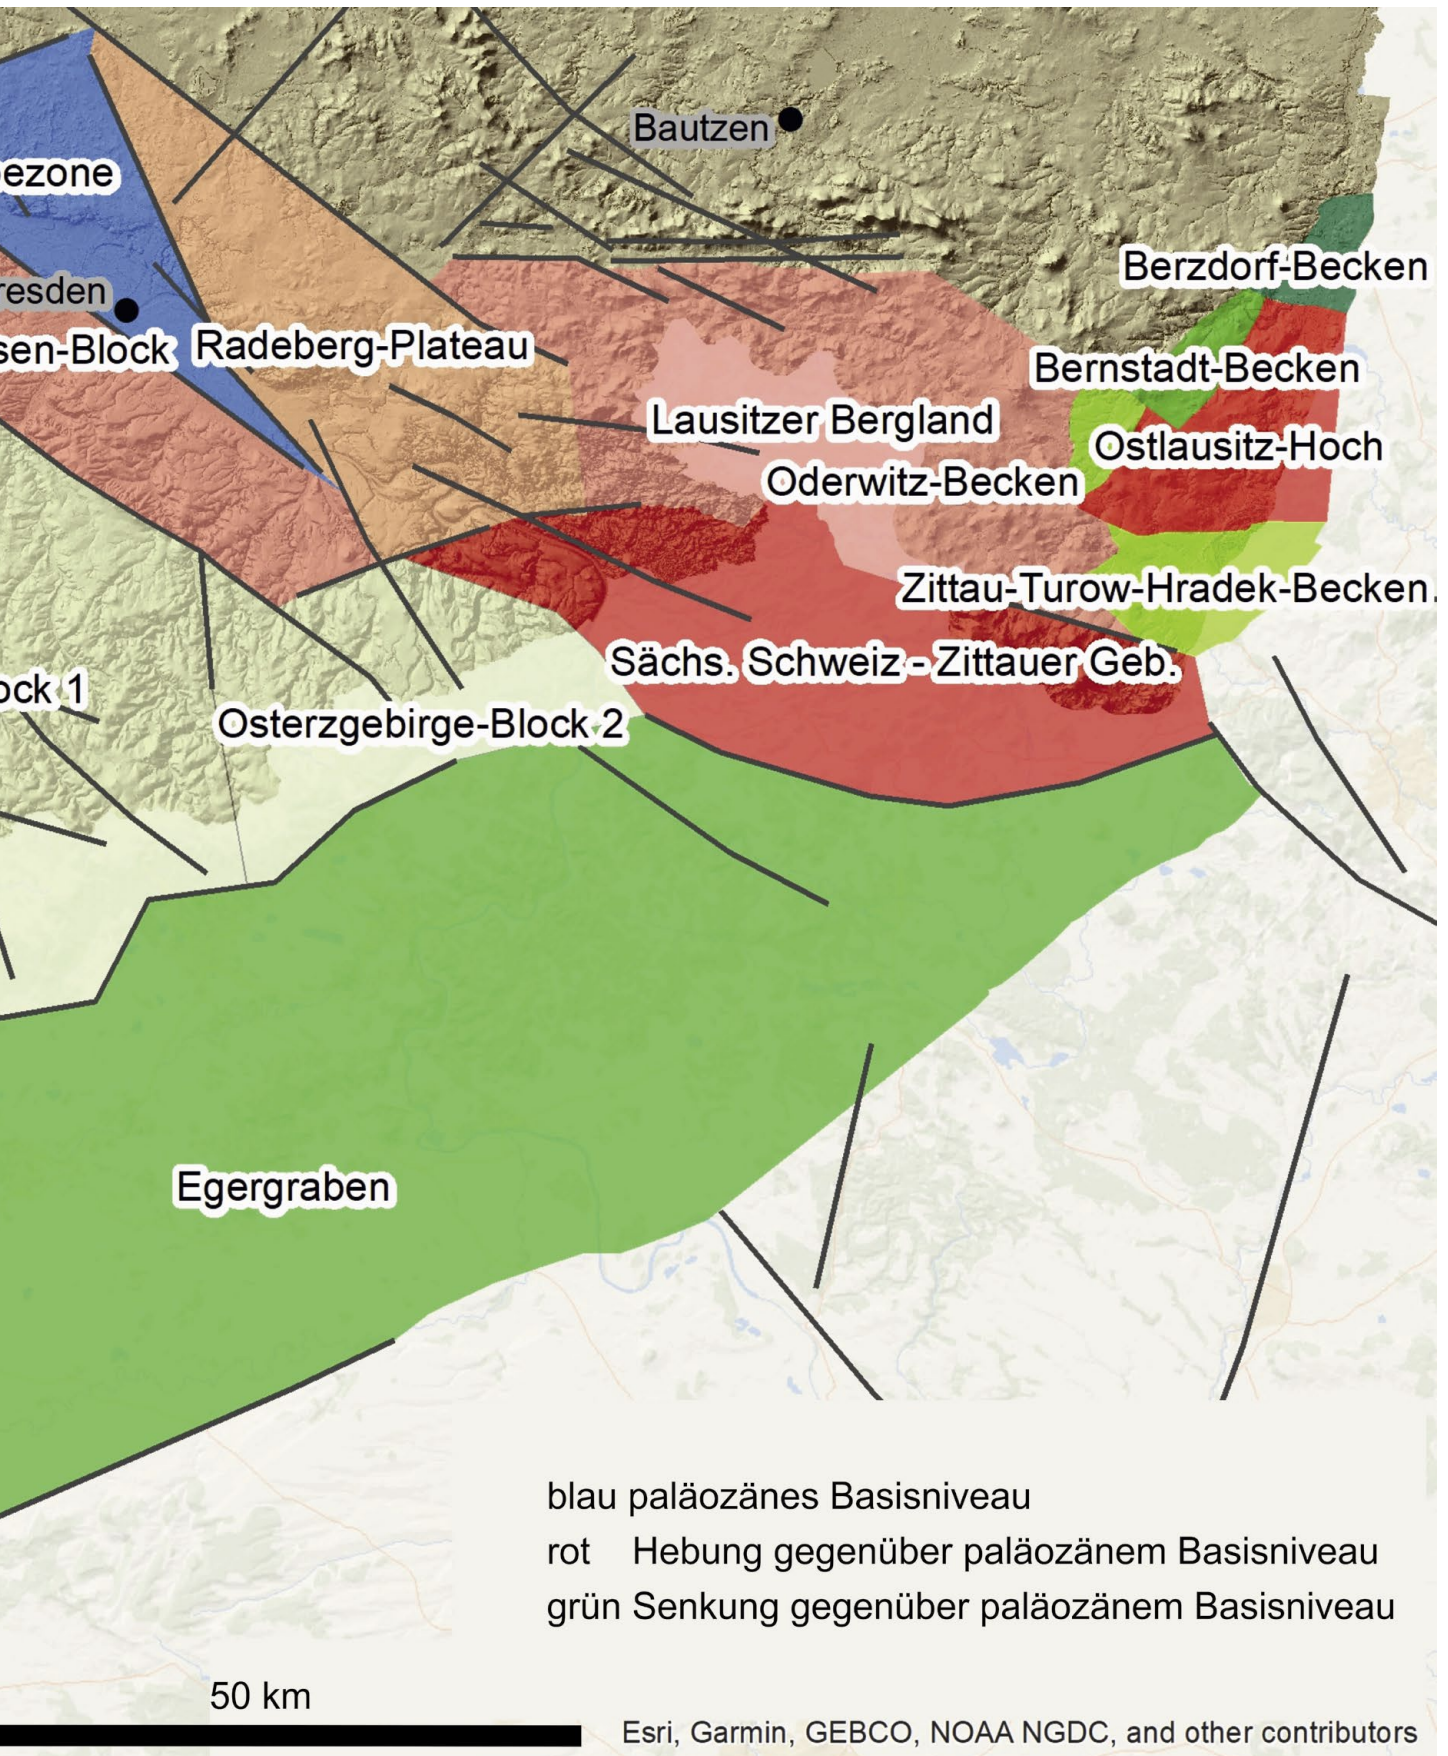 Bautzen
ezone
Berzdorf-Becken
resden
sen-Block
Radeberg-Plateau
Bernstadt-Becken
Lausitzer Bergland
Ostlausitz-Hoch
Oderwitz-Becken
Zittau-Turow-Hradek-Becken.
Sächs. Schweiz - Zittauer Geb.
ock 1
Osterzgebirge-Block 2
Egergraben
blau paläozänes Basisniveau
rot Hebung gegenüber paläozänem Basisniveau
grün Senkung gegenüber paläozänem Basisniveau
50 km
Esri, Garmin, GEBCO, NOAA NGDC, and other contributors